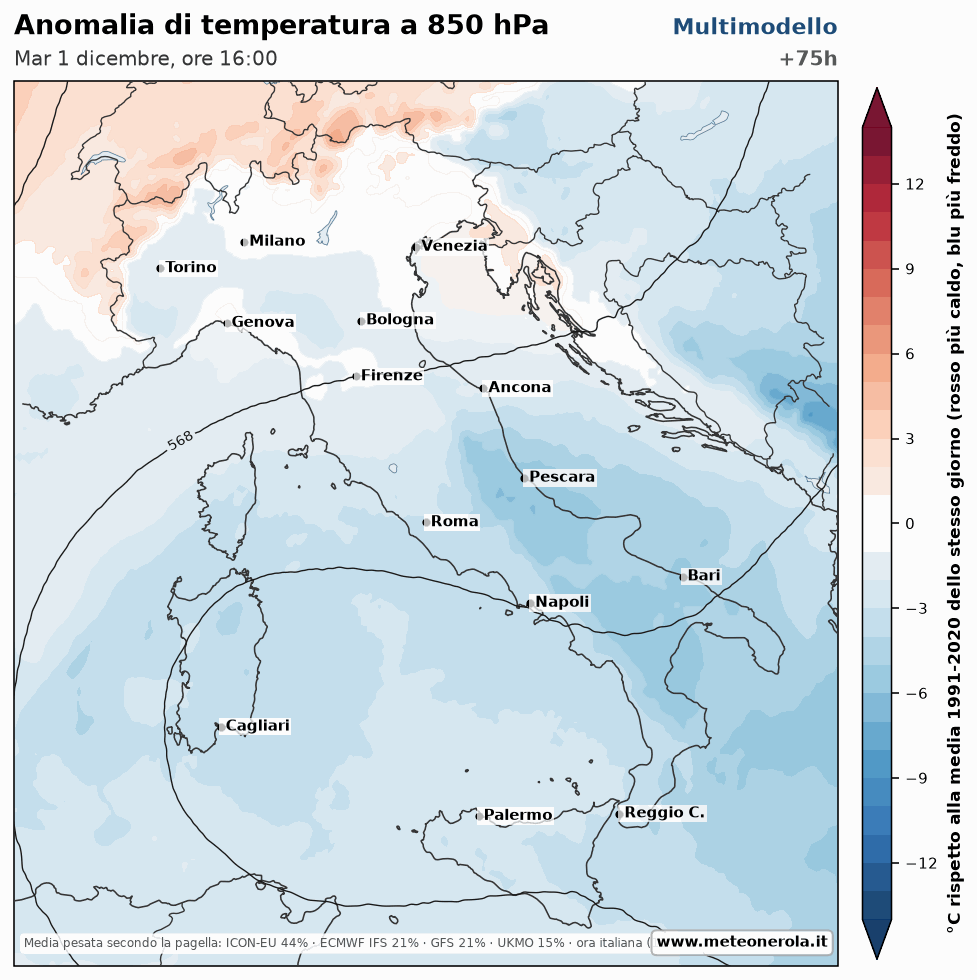 Anomalia di temperatura a 850 hPa
Multimodello
Mar 1 dicembre, ore 16:00
+75h
Milano
Venezia
Torino
Genova
Bologna
Firenze
Ancona
568
Pescara
Roma
Bari
Napoli
Cagliari
Palermo
Reggio C.
12
9
6
3
0
−3
−6
−9
−12
°C rispetto alla media 1991-2020 dello stesso giorno (rosso più caldo, blu più freddo)
Media pesata secondo la pagella: ICON-EU 44% · ECMWF IFS 21% · GFS 21% · UKMO 15% · ora italiana (
www.meteonerola.it